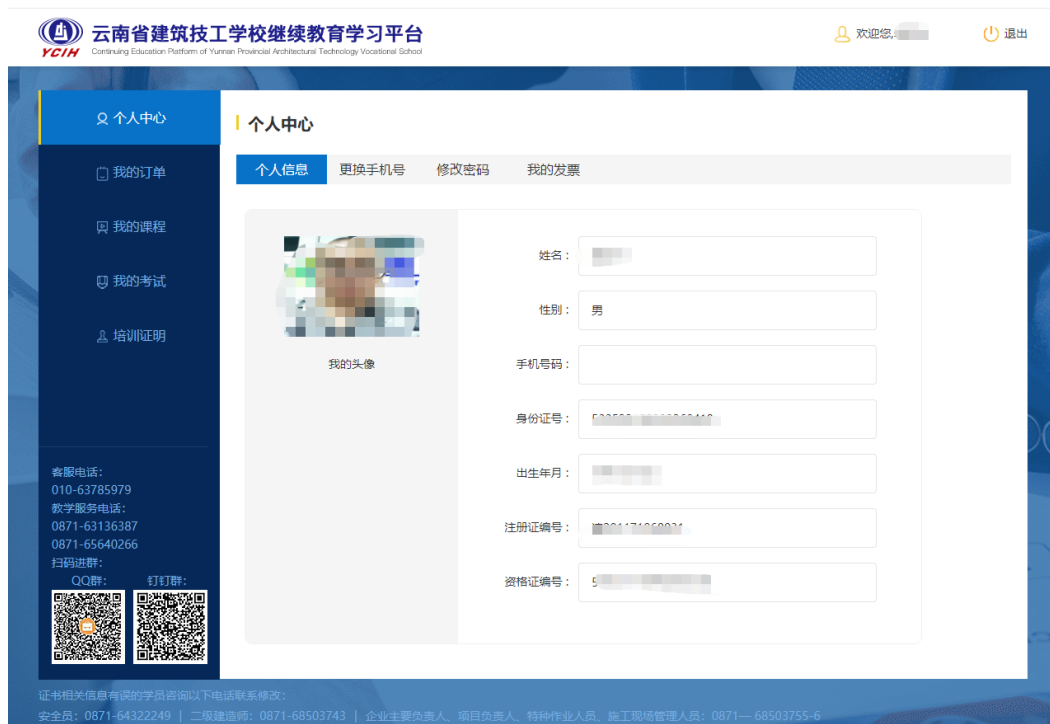 云南省建筑技工学校继续教育学习平台
Continuing Education Platform of Yunnan Provincial Architectural Technology Vocational School
YCIH
欢迎您,
退出
个人中心
我的订单
我的课程
我的考试
培训证明
客服电话：
010-63785979
教学服务电话：
0871-63136387
0871-65640266
扫码进群：
QQ群： 钉钉群：
个人中心
个人信息 更换手机号 修改密码 我的发票
我的头像
姓名：
性别： 男
手机号码：
身份证号：
出生年月：
注册证编号：
资格证编号： 5
证书相关信息有误的学员咨询以下电话联系修改：
安全员：0871-64322249 | 二级建造师：0871-68503743 | 企业主要负责人、项目负责人、特种作业人员、施工现场管理人员：0871— 68503755-6